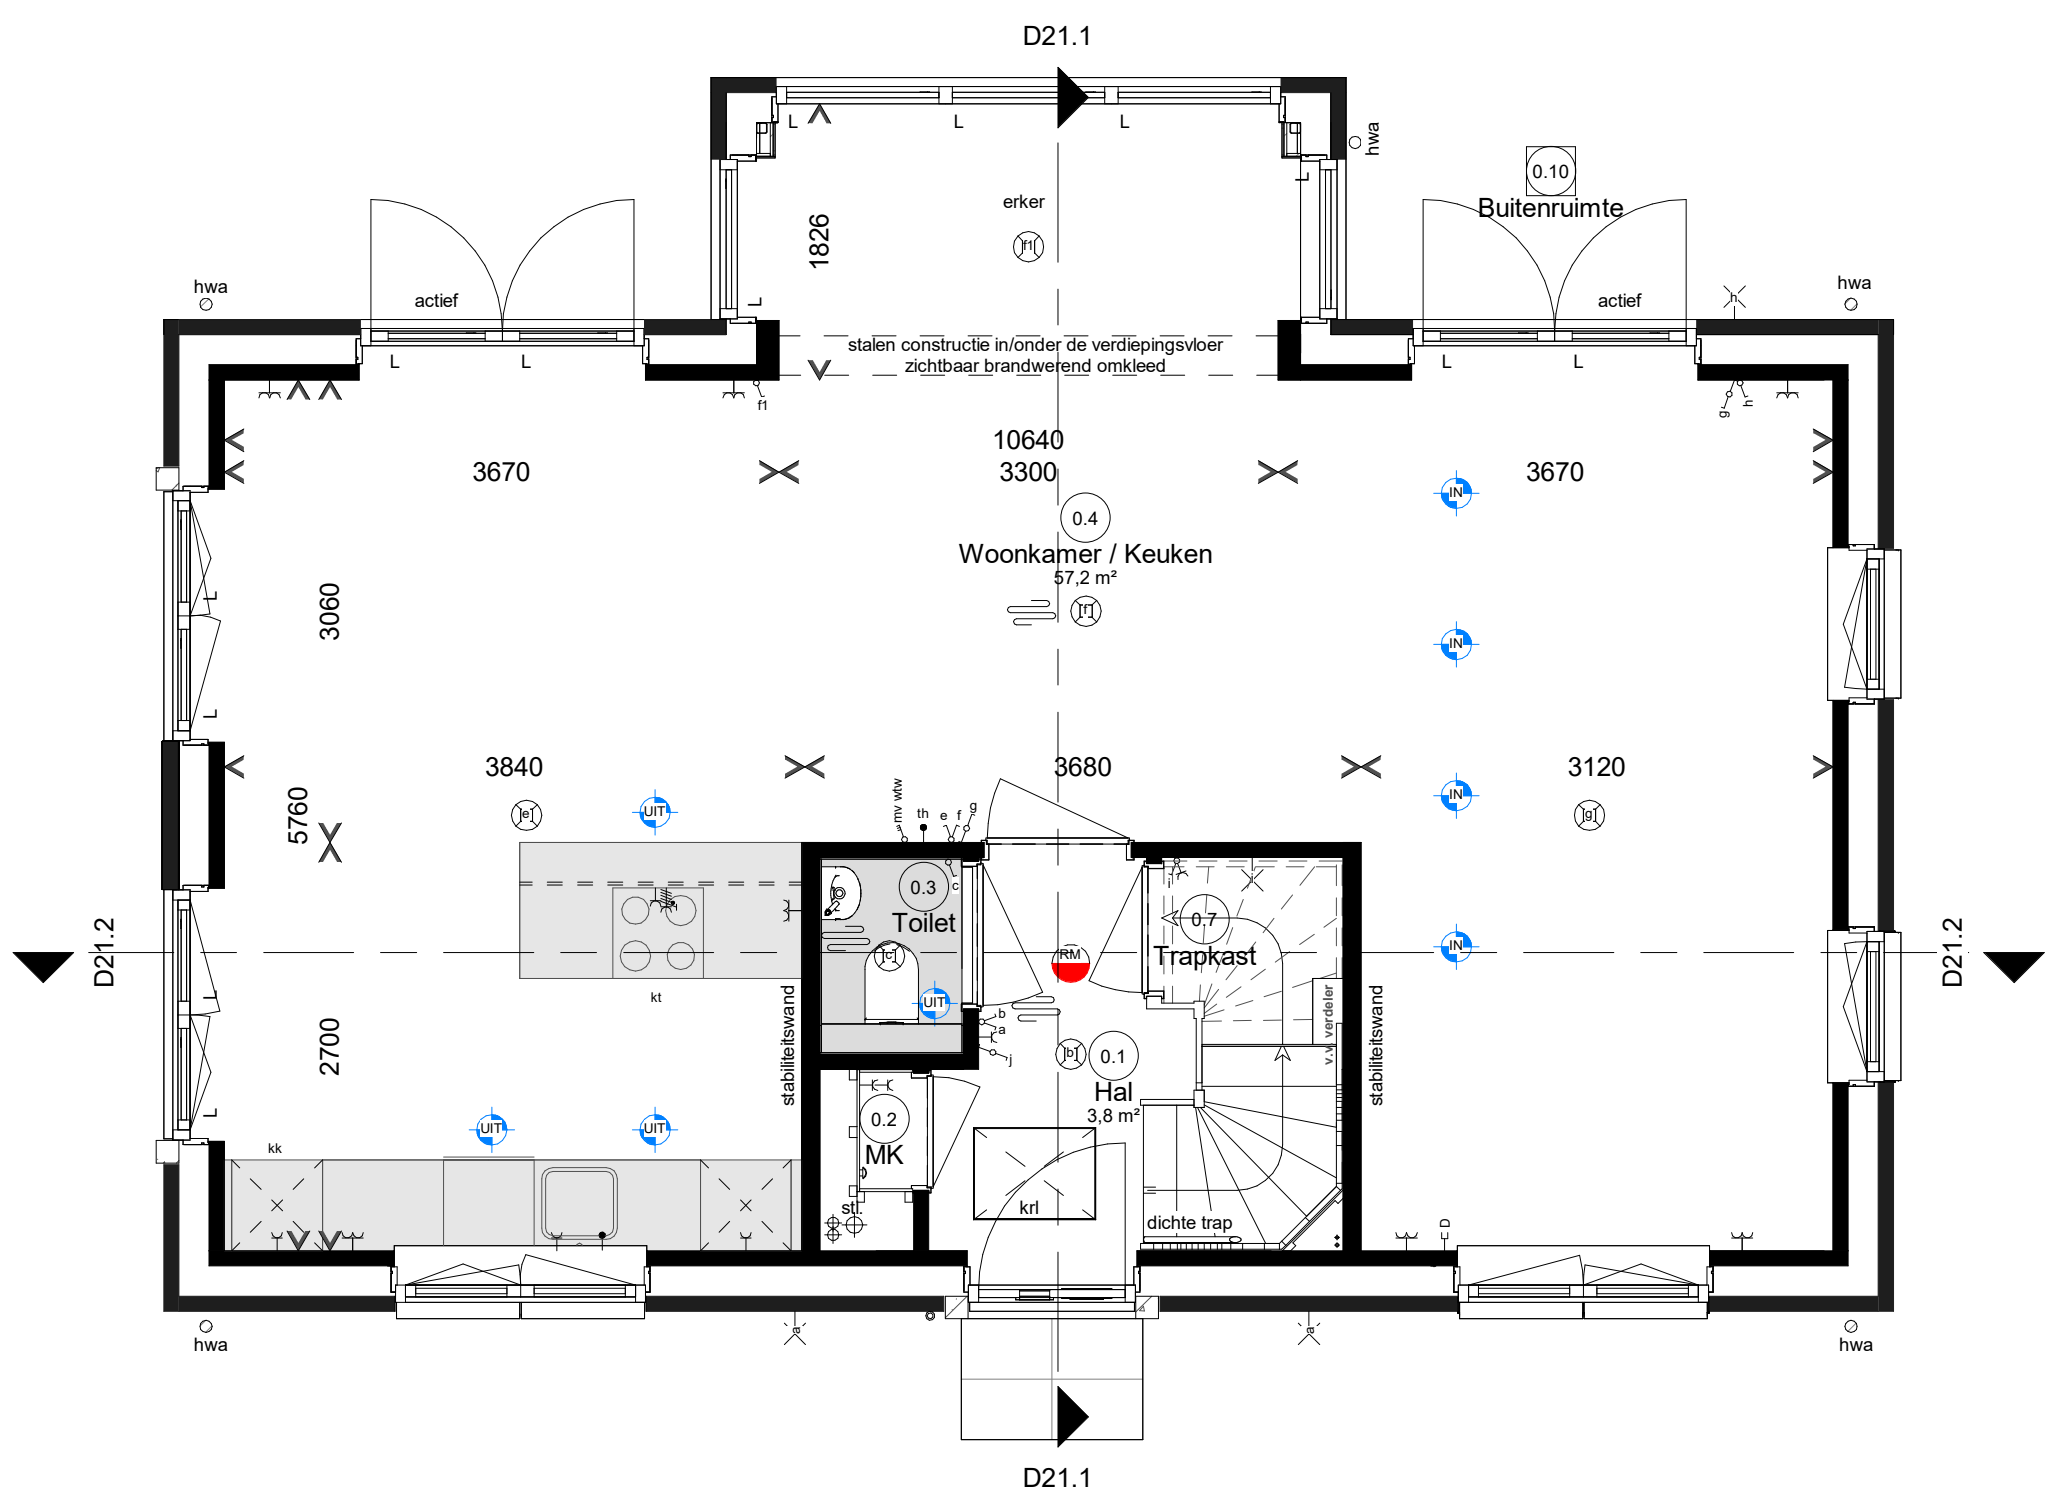 D21.1
L
L
L
hwa
0.10
L
erker
Buitenruimte
1826
f1
hwa
hwa
actief
L
actief
h
stalen constructie in/onder de verdiepingsvloer
zichtbaar brandwerend omkleed
L
L
L
L
f1
g
h
10640
3670
3300
3670
IN
0.4
Woonkamer / Keuken
57,2 m²
f
3060
L
IN
L
3840
3680
3120
IN
5760
e
UIT
mv wtw
th
e
f
g
g
0.3
c
i
i
Toilet
0.7
D21.2
Trapkast
RM
IN
D21.2
c
L
kt
UIT
stabiliteitswand
v.v. verdeler
stabiliteitswand
b
a
j
2700
b
0.1
Hal
3,8 m²
L
UIT
UIT
0.2
MK
kk
stl.
krl
dichte trap
D
hwa
a
a
hwa
D21.1